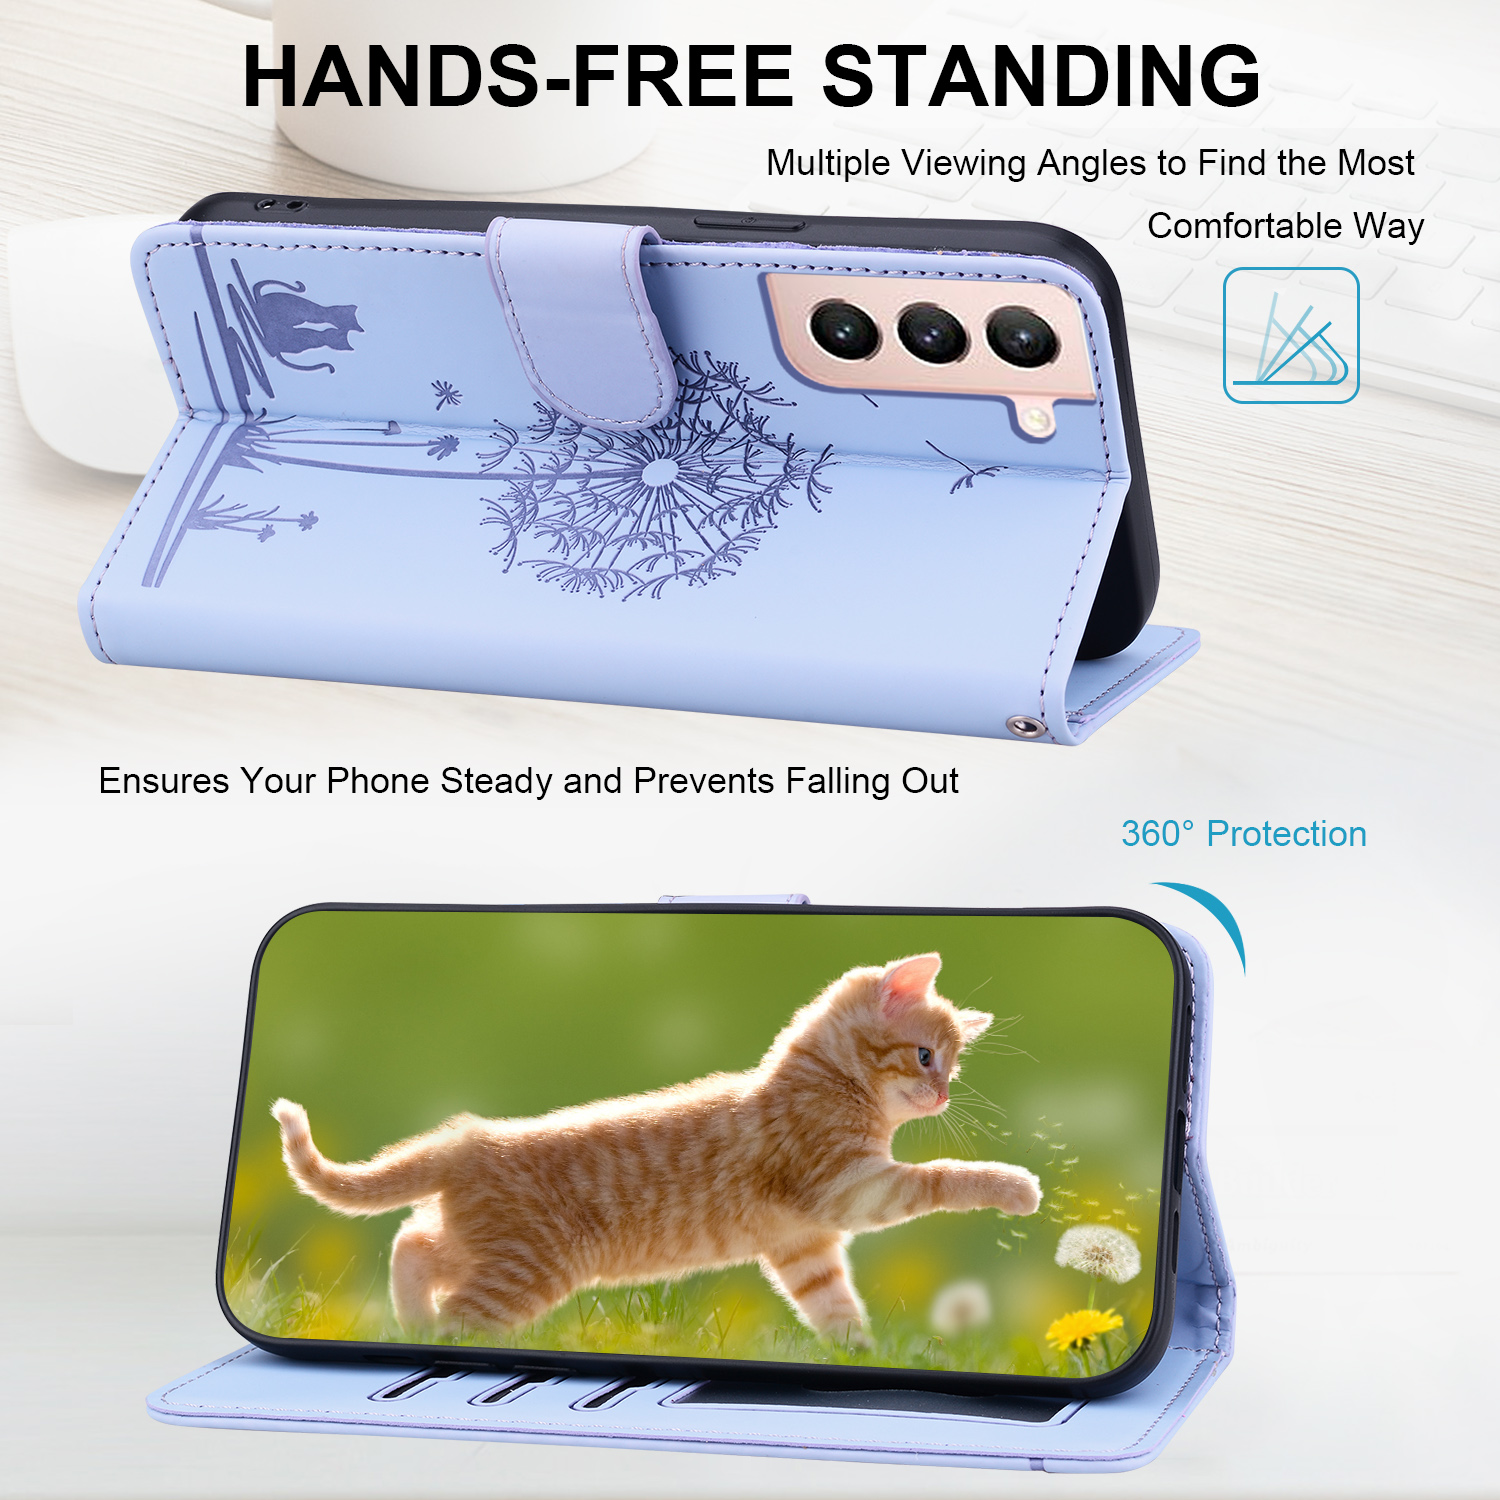 HANDS-FREE STANDING
Multiple Viewing Angles to Find the Most
Comfortable Way
Ensures Your Phone Steady and Prevents Falling Out
360° Protection